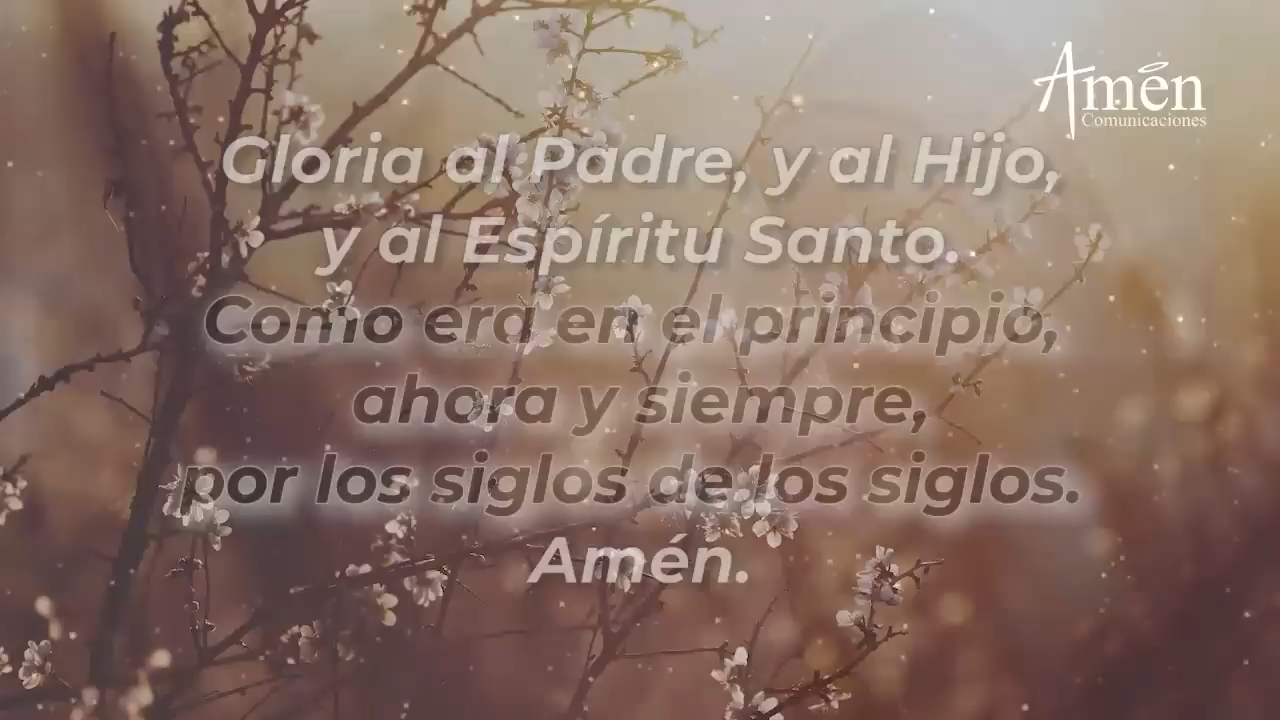 Amén
Comunicaciones
Gloria al Padre, y al Hijo,
y al Espíritu Santo.
Como era en el principio,
ahora y siempre,
por los siglos de los siglos.
Amén.